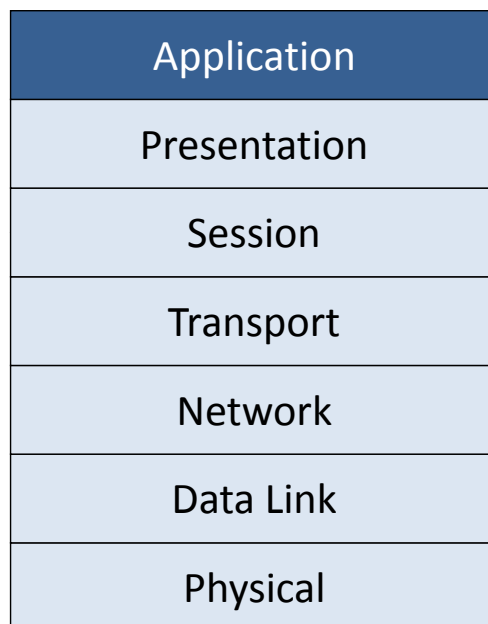 Application
Presentation
Session
Transport
Network
Data Link
Physical